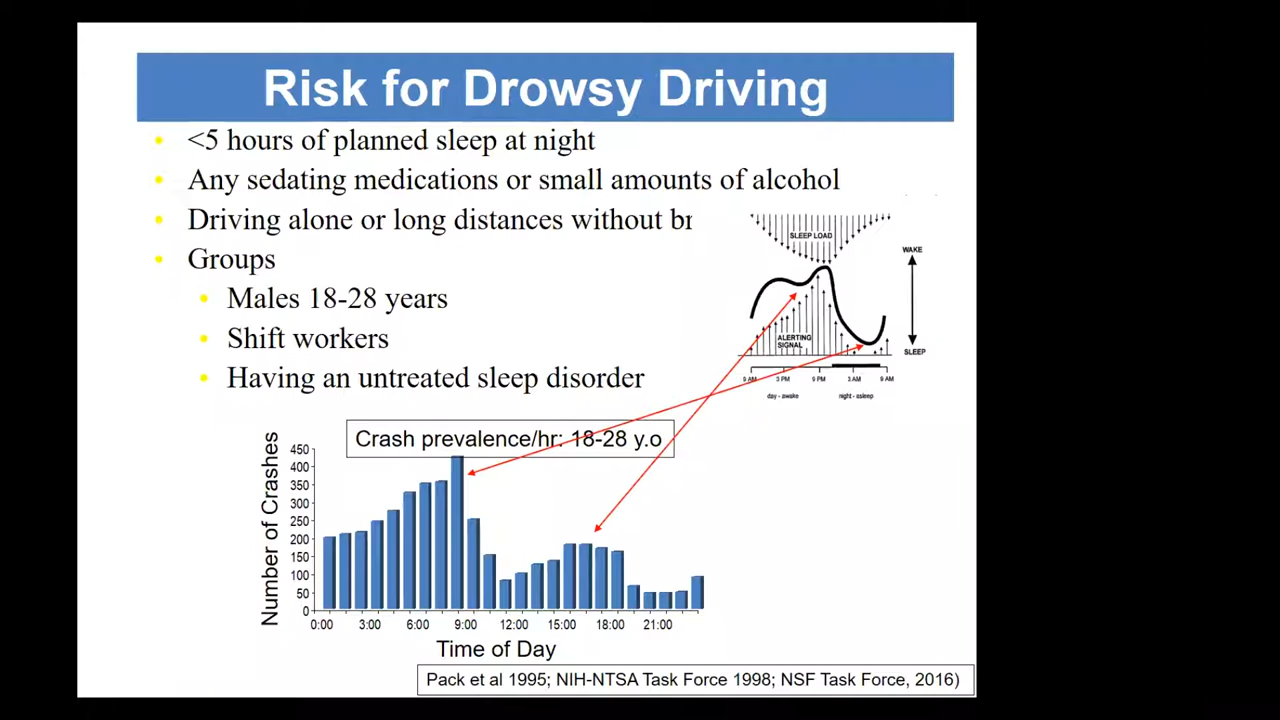 Risk for Drowsy Driving
<5 hours of planned sleep at night
Any sedating medications or small amounts of alcohol
Driving alone or long distances without br
Groups
Males 18-28 years
Shift workers
Having an untreated sleep disorder
SLEEP LOAD
WAKE
ALERTING
SIGNAL
SLEEP
9 AM 3 PM 9 PM 3 AM 9 AM
day - awake night - asleep
Crash prevalence/hr: 18-28 y.o
Number of Crashes
450
400
350
300
250
200
150
100
50
0
0:00 3:00 6:00 9:00 12:00 15:00 18:00 21:00
Time of Day
Pack et al 1995; NIH-NTSA Task Force 1998; NSF Task Force, 2016)